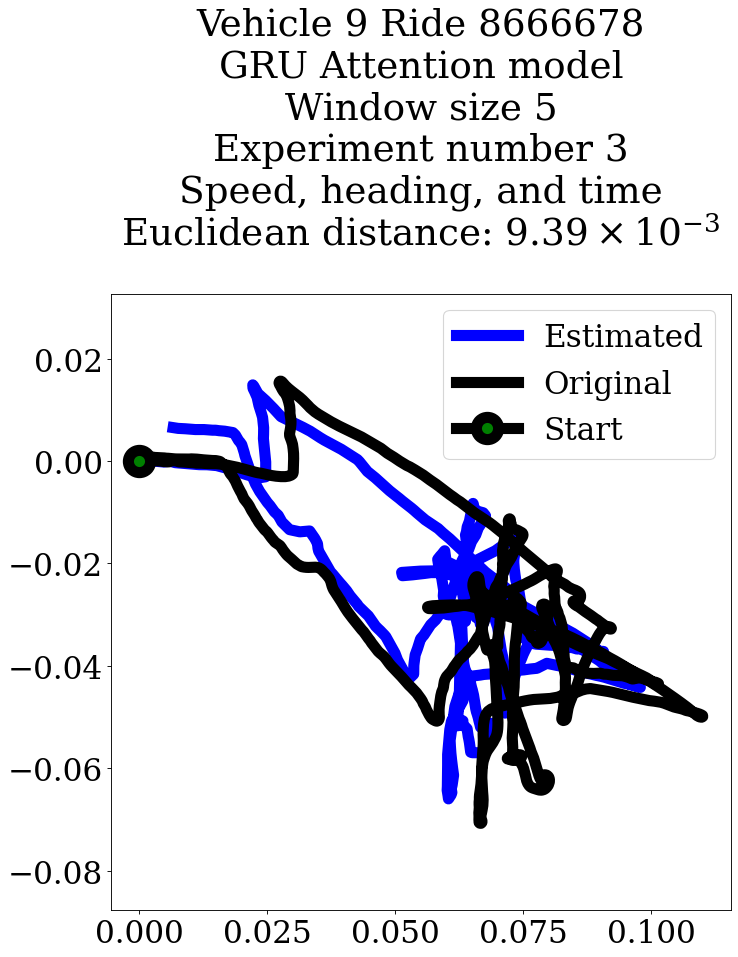 Vehicle 9 Ride 8666678
GRU Attention model
Window size 5
Experiment number 3
Speed, heading, and time
Euclidean distance: 9.39 × 10⁻³
Estimated
Original
Start
0.02
0.00
−0.02
−0.04
−0.06
−0.08
0.000 0.025 0.050 0.075 0.100